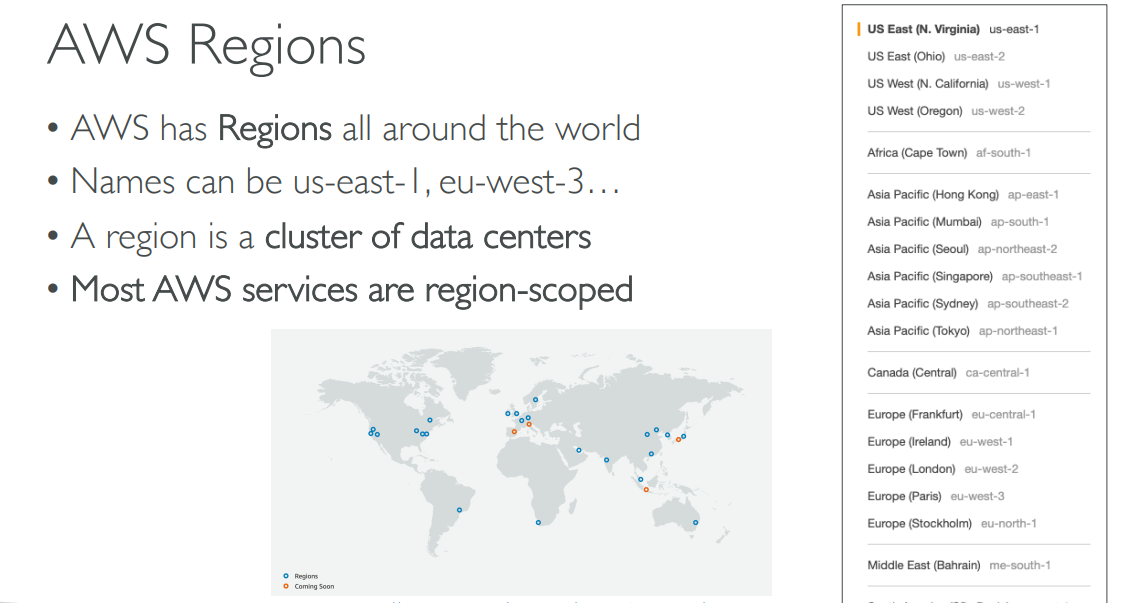 AWS Regions
• AWS has Regions all around the world
• Names can be us-east-1, eu-west-3…
• A region is a cluster of data centers
• Most AWS services are region-scoped
Regions
Coming Soon
US East (N. Virginia) us-east-1
US East (Ohio) us-east-2
US West (N. California) us-west-1
US West (Oregon) us-west-2
Africa (Cape Town) af-south-1
Asia Pacific (Hong Kong) ap-east-1
Asia Pacific (Mumbai) ap-south-1
Asia Pacific (Seoul) ap-northeast-2
Asia Pacific (Singapore) ap-southeast-1
Asia Pacific (Sydney) ap-southeast-2
Asia Pacific (Tokyo) ap-northeast-1
Canada (Central) ca-central-1
Europe (Frankfurt) eu-central-1
Europe (Ireland) eu-west-1
Europe (London) eu-west-2
Europe (Paris) eu-west-3
Europe (Stockholm) eu-north-1
Middle East (Bahrain) me-south-1